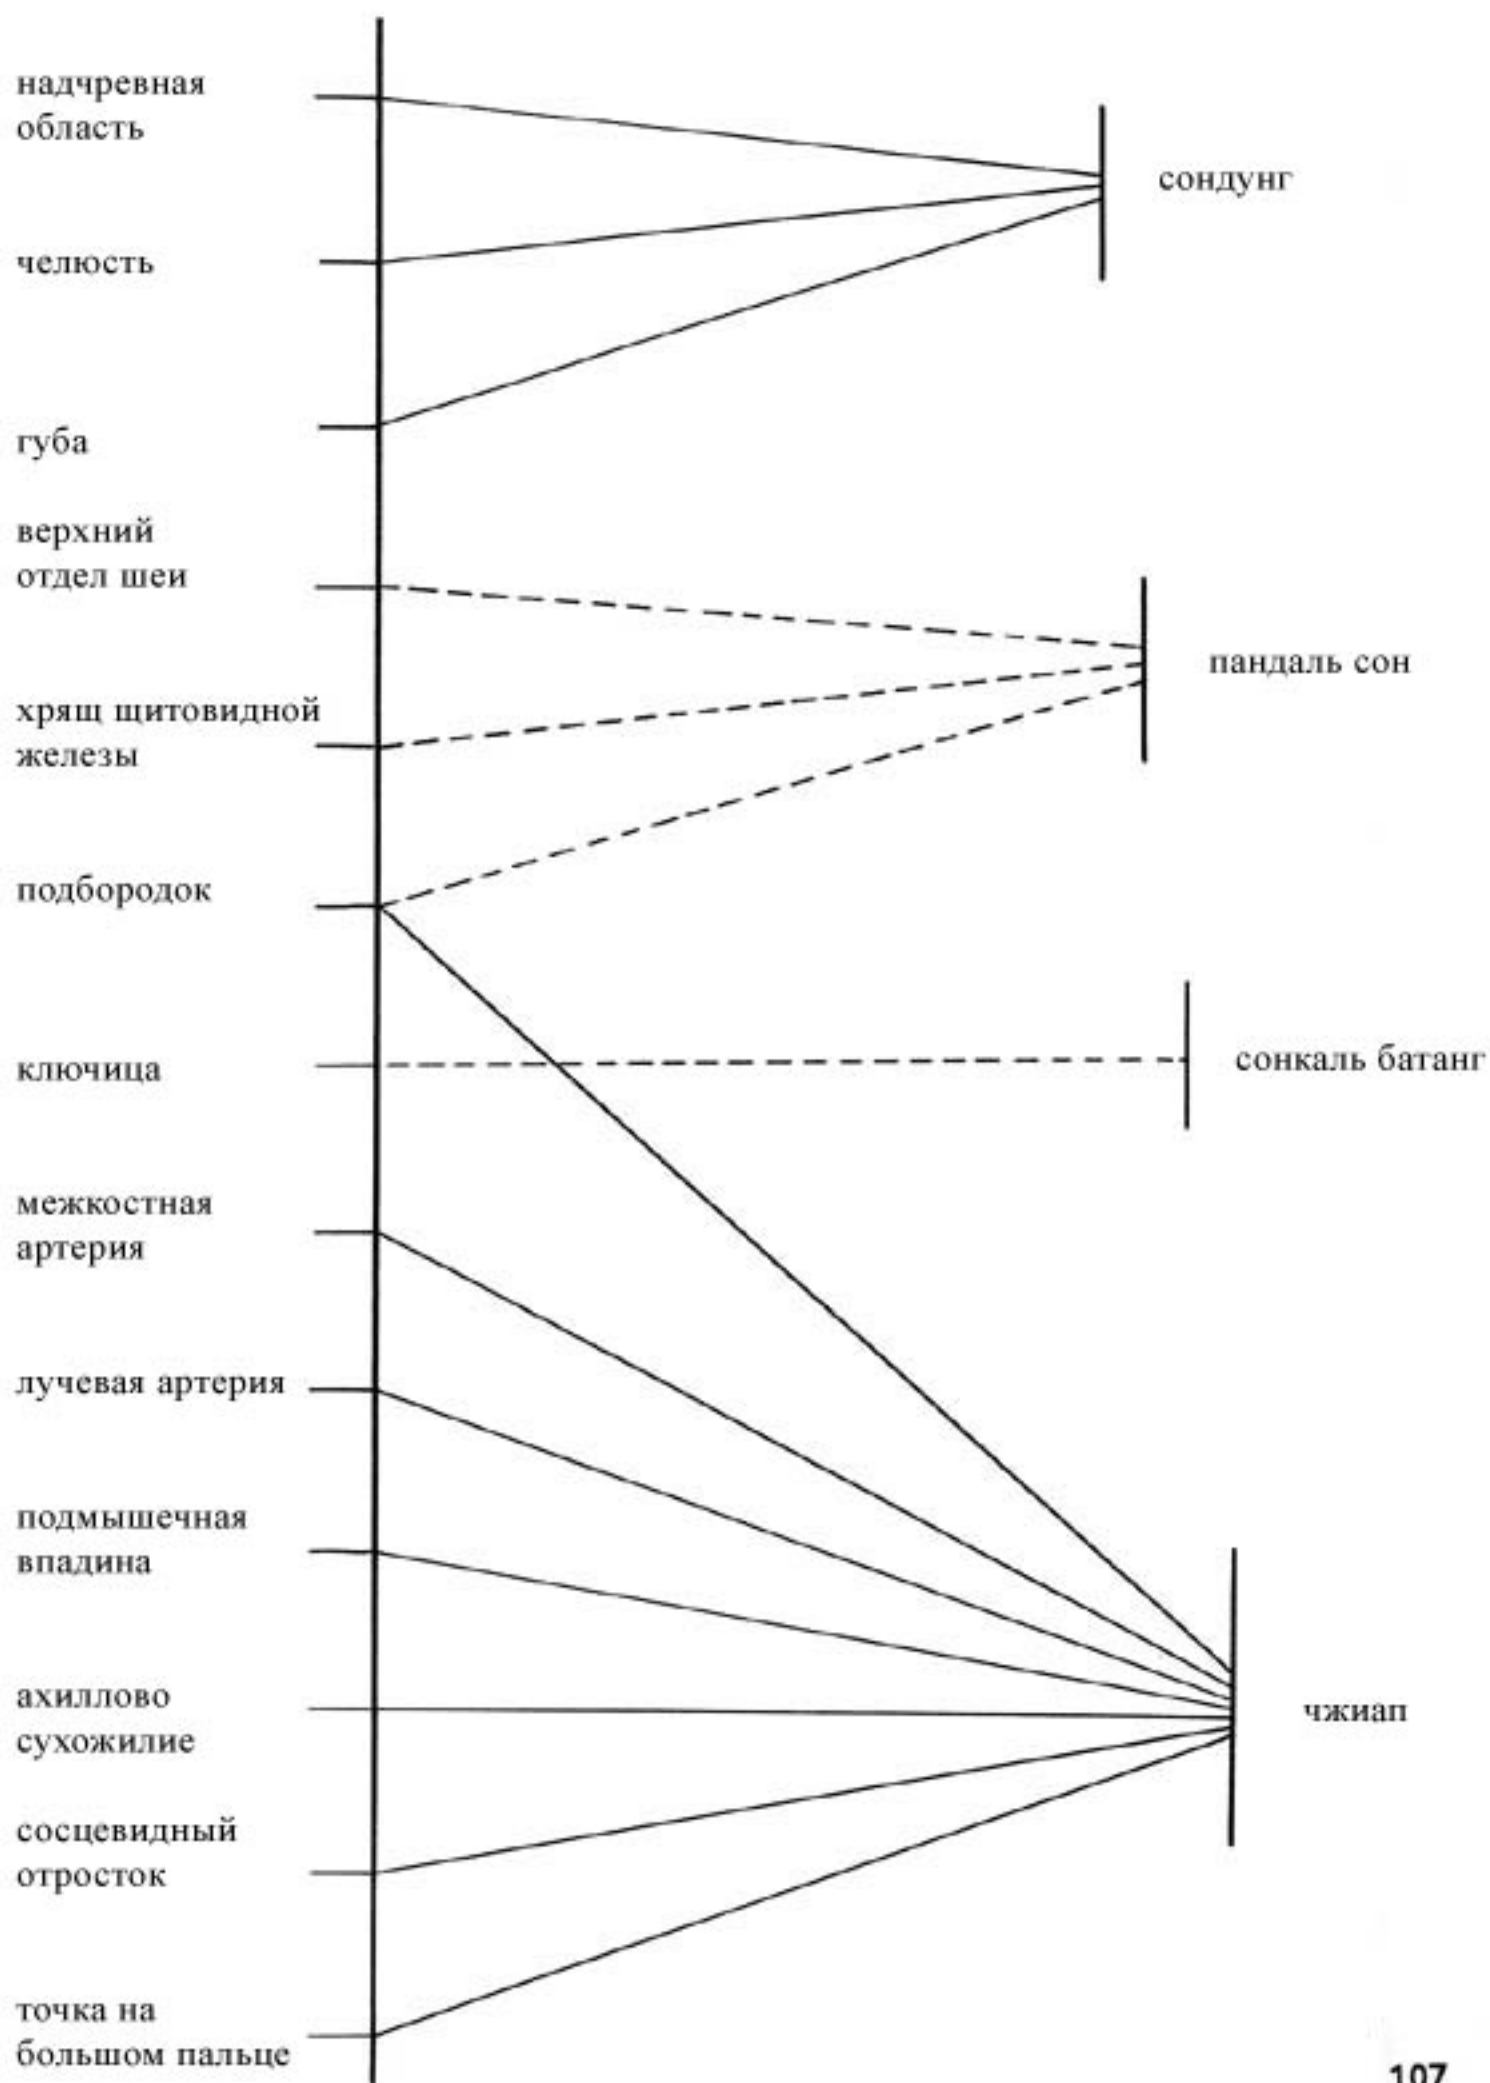 надчревная
область
сондунг
челюсть
губа
верхний
отдел шеи
пандаль сон
хрящ щитовидной
железы
подбородок
ключица
сонкаль батанг
межкостная
артерия
лучевая артерия
подмышечная
впадина
ахиллово
сухожилие
чжиап
сосцевидный
отросток
точка на
большом пальце
107